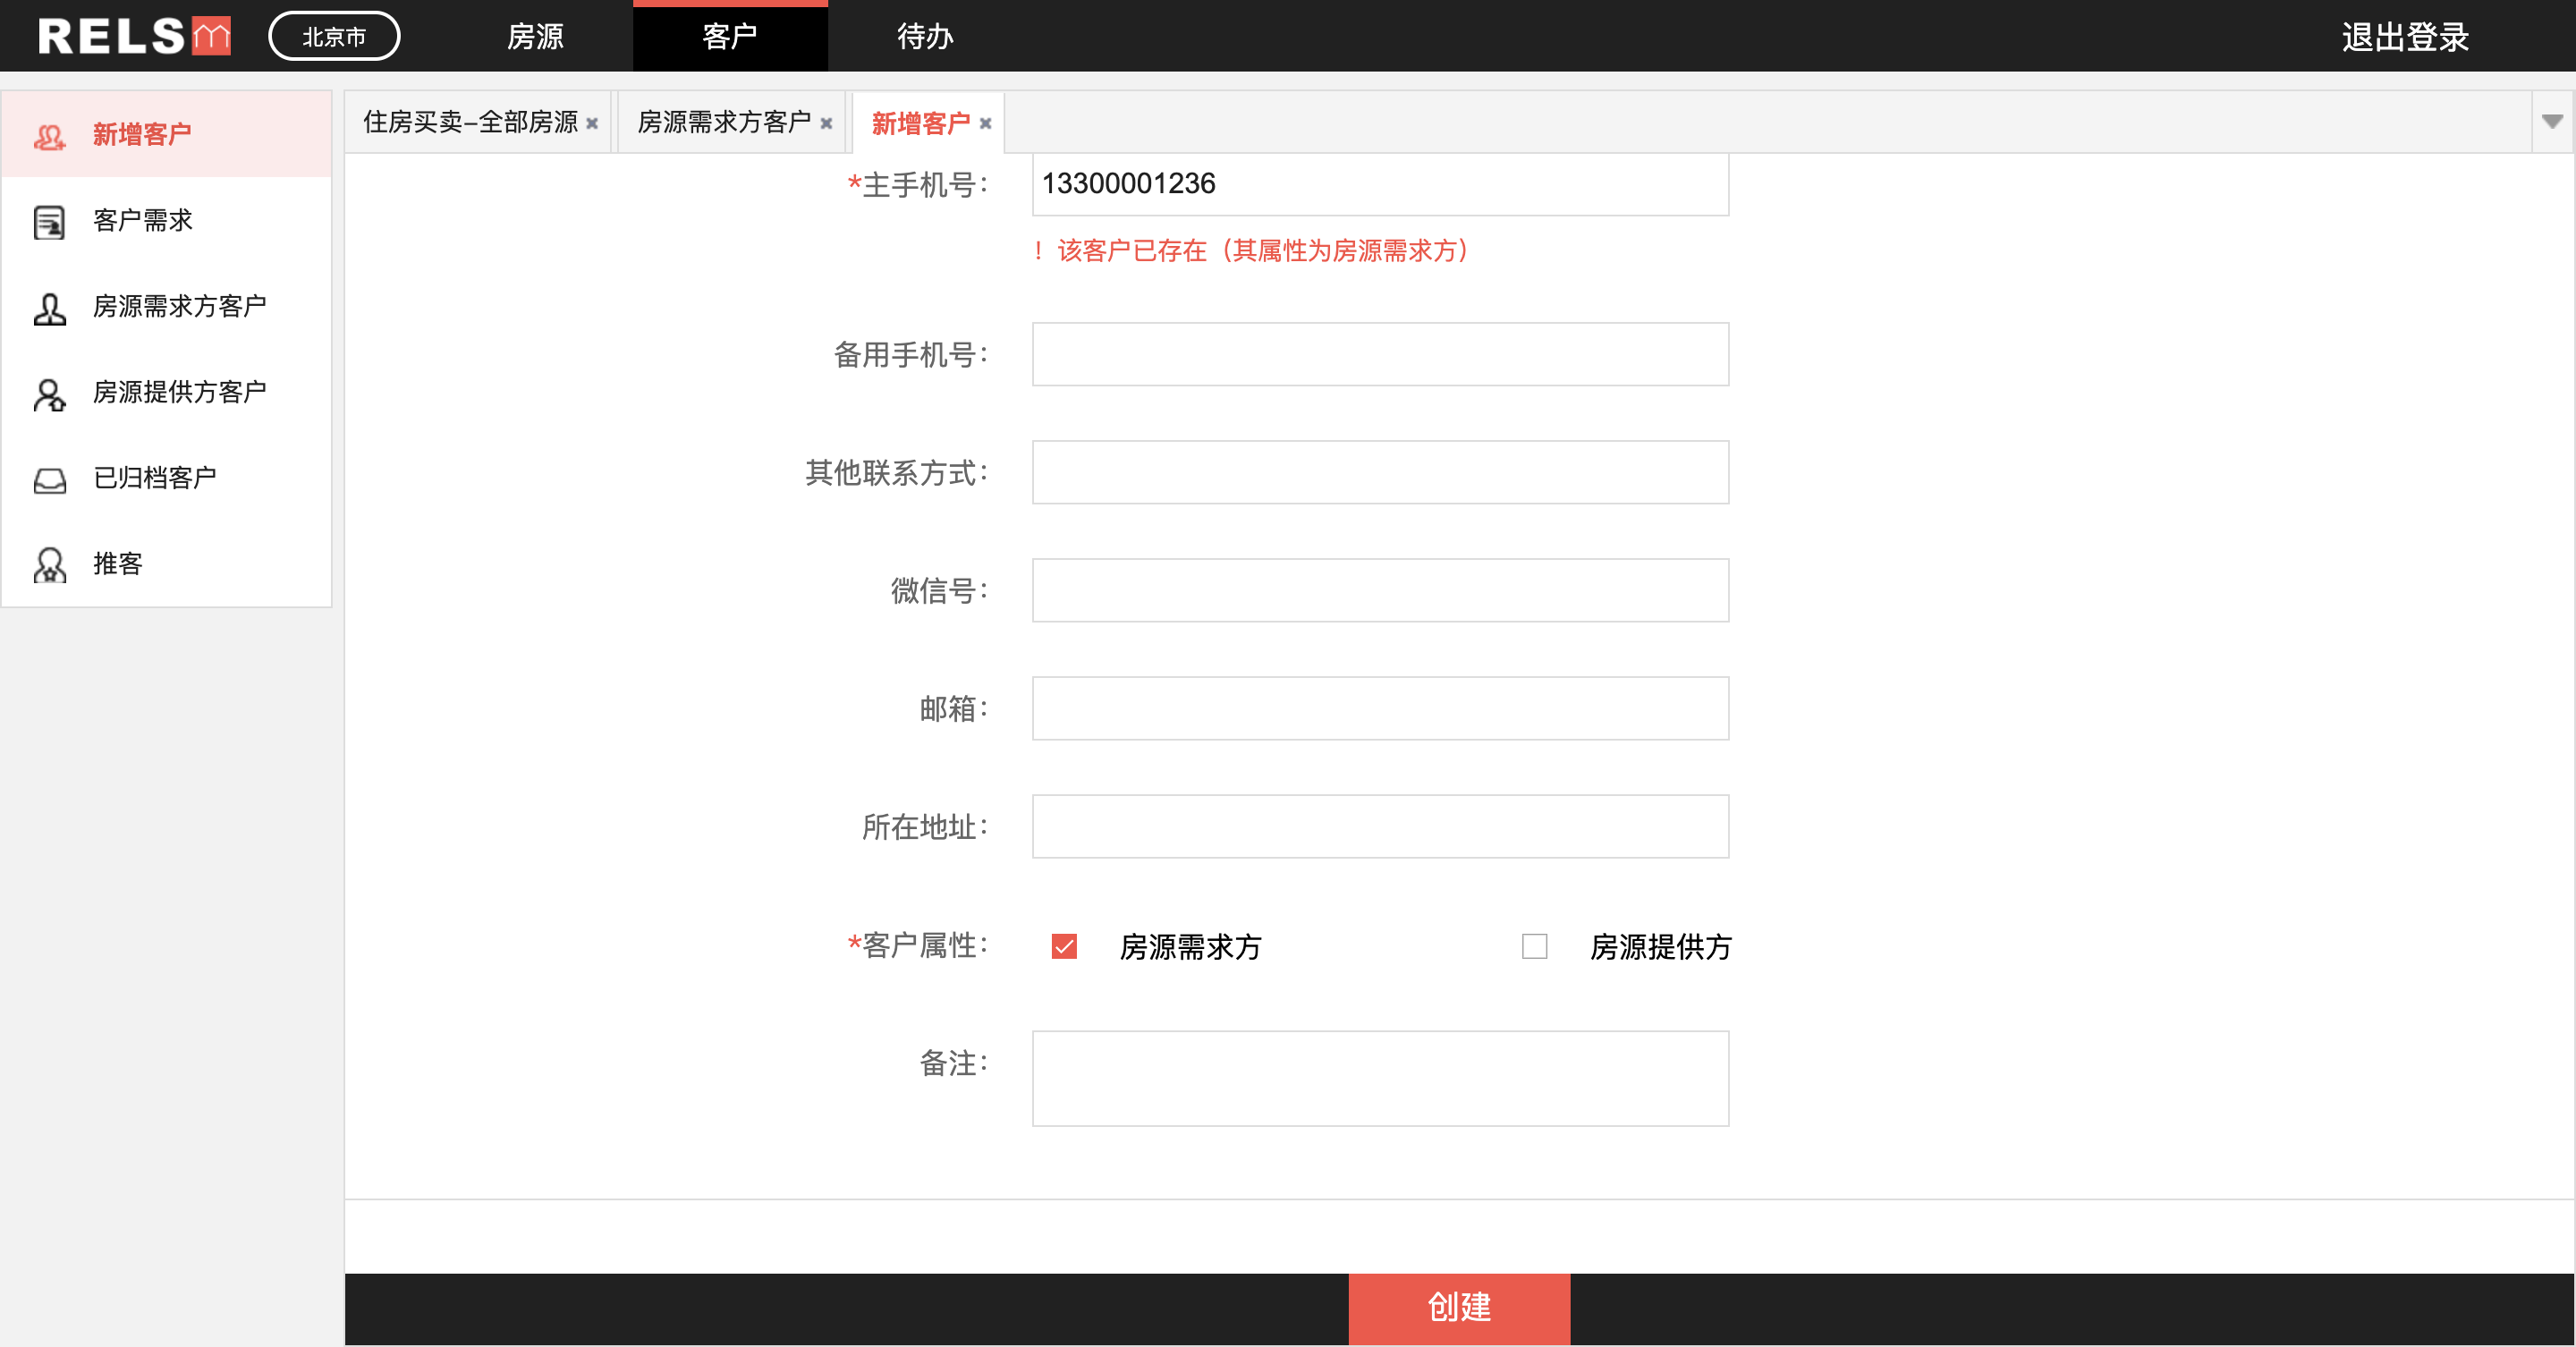 RELS 北京市 房源 客户 待办 退出登录
新增客户
客户需求
房源需求方客户
房源提供方客户
已归档客户
推客
住房买卖-全部房源 房源需求方客户 新增客户
*主手机号: 13300001236
! 该客户已存在（其属性为房源需求方）
备用手机号:
其他联系方式:
微信号:
邮箱:
所在地址:
*客户属性: 房源需求方 房源提供方
备注:
创建